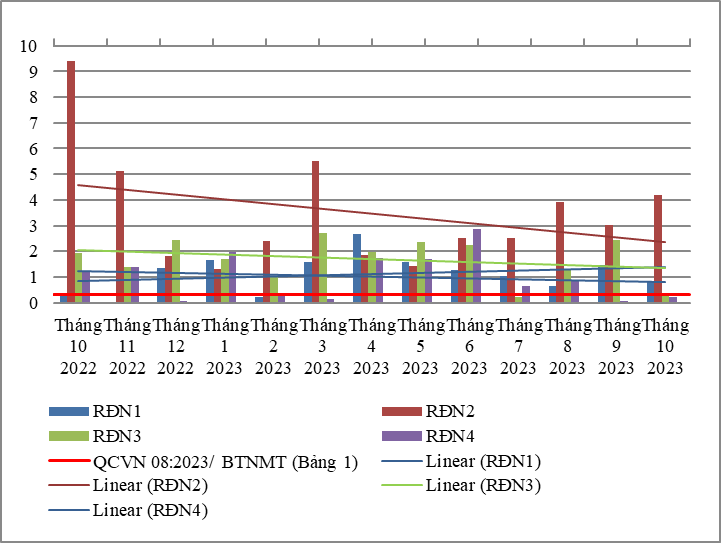 10
9
8
7
6
5
4
3
2
1
0
Tháng Tháng Tháng Tháng Tháng Tháng Tháng Tháng Tháng Tháng Tháng Tháng Tháng
10 11 12 1 2 3 4 5 6 7 8 9 10
2022 2022 2022 2023 2023 2023 2023 2023 2023 2023 2023 2023 2023
RĐN1 RĐN2
RĐN3 RĐN4
QCVN 08:2023/ BTNMT (Bảng 1) Linear (RĐN1)
Linear (RĐN2) Linear (RĐN3)
Linear (RĐN4)